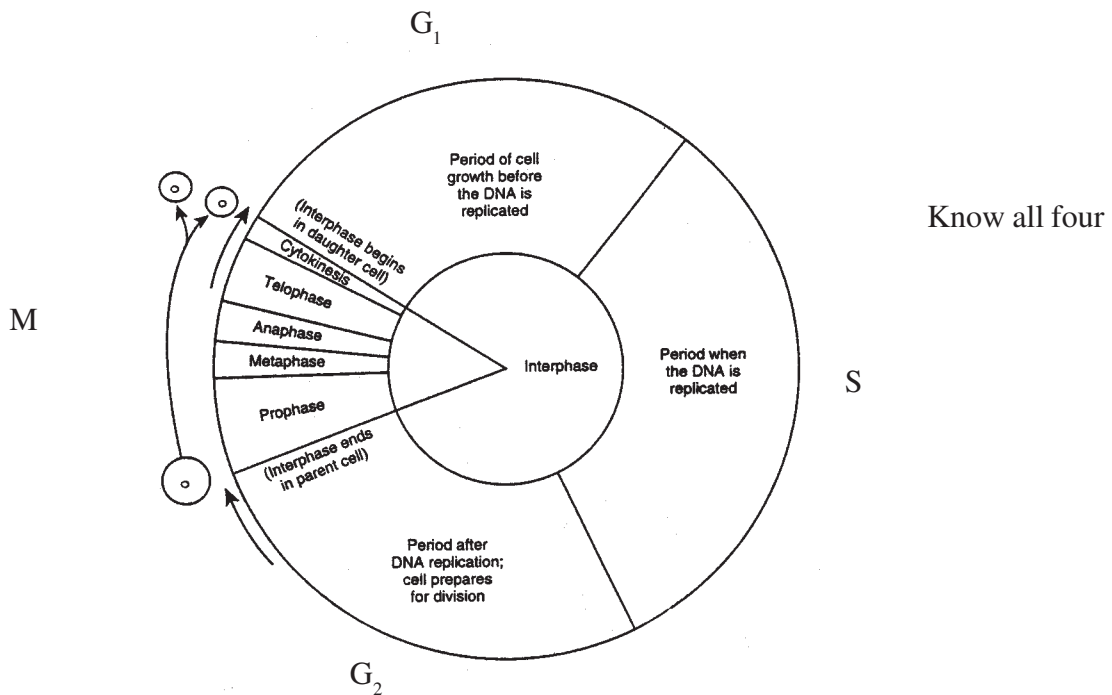 G₁
Period of cell
growth before
the DNA is
replicated
Know all four
(Interphase begins
in daughter cell)
Cytokinesis
Telophase
M
Anaphase
Metaphase
Interphase
Period when
the DNA is
replicated
S
Prophase
(Interphase ends
in parent cell)
Period after
DNA replication;
cell prepares
for division
G₂